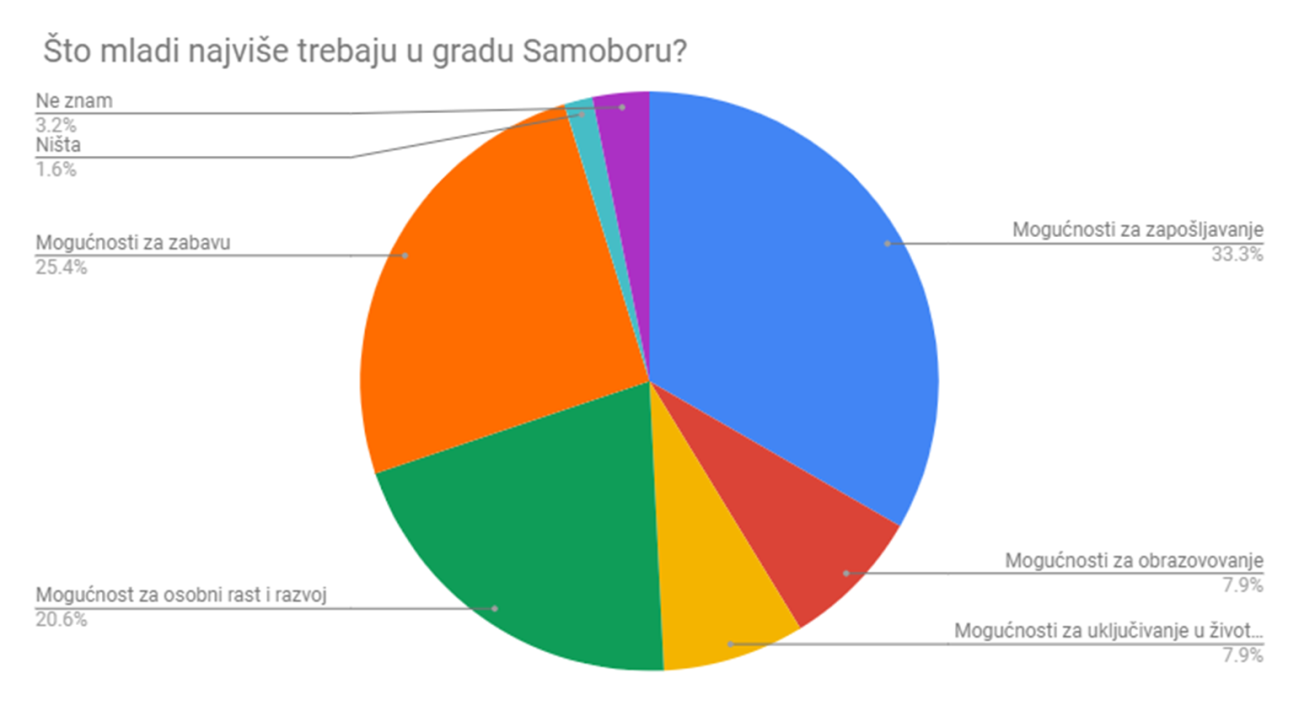 Što mladi najviše trebaju u gradu Samoboru?
Ne znam
3.2%
Ništa
1.6%
Mogućnosti za zabavu
25.4%
Mogućnost za osobni rast i razvoj
20.6%
Mogućnosti za zapošljavanje
33.3%
Mogućnosti za obrazovovanje
7.9%
Mogućnosti za uključivanje u život...
7.9%